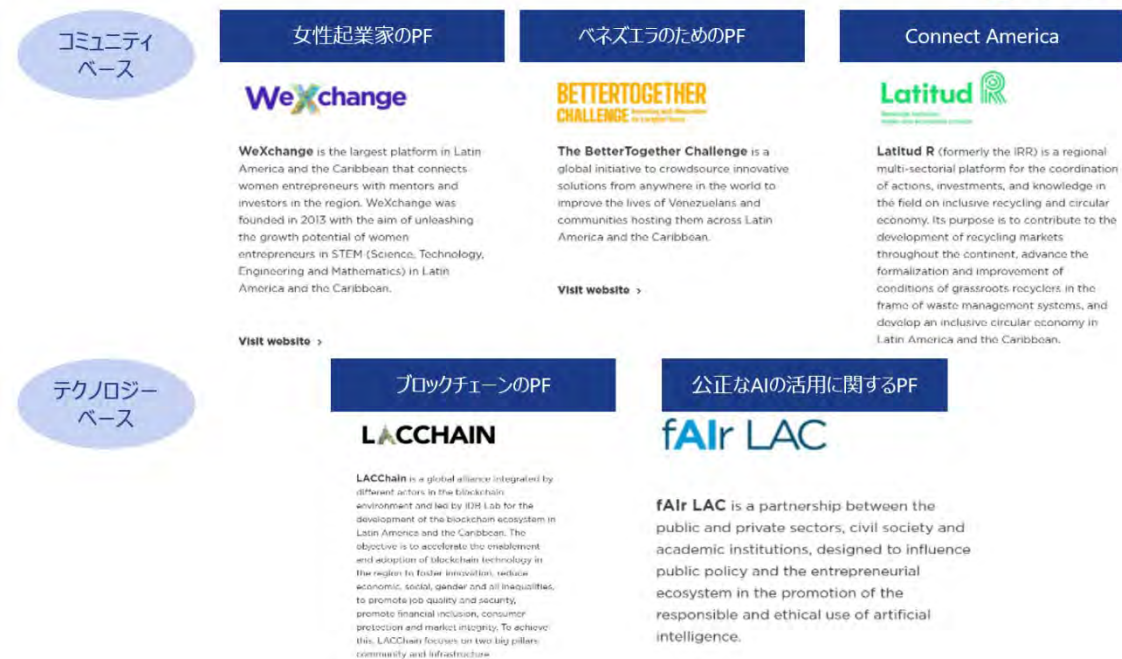 コミュニティ
ベース
女性起業家のPF
WeXchange
WeXchange is the largest platform in Latin
America and the Caribbean that connects
women entrepreneurs with mentors and
investors in the region. WeXchange was
founded in 2013 with the aim of unleashing
the growth potential of women
entrepreneurs in STEM (Science, Technology,
Engineering and Mathematics) in Latin
America and the Caribbean.
Visit website >
ベネズエラのためのPF
BETTERTOGETHER
CHALLENGE
The BetterTogether Challenge is a
global initiative to crowdsource innovative
solutions from anywhere in the world to
improve the lives of Venezuelans and
communities hosting them across Latin
America and the Caribbean.
Visit website >
Connect America
Latitud R
Latitud R (formerly the IRR) is a regional
multi-sectorial platform for the coordination
of actions, investments, and knowledge in
the field on inclusive recycling and circular
economy. Its purpose is to contribute to the
development of recycling markets
throughout the continent, advance the
formalization and improvement of
conditions of grassroots recyclers in the
frame of waste management systems, and
develop an inclusive circular economy in
Latin America and the Caribbean.
テクノロジー
ベース
ブロックチェーンのPF
LACCHAIN
LACChain is a global alliance integrated by
different actors in the blockchain
environment and led by IDB Lab for the
development of the blockchain ecosystem in
Latin America and the Caribbean. The
objective is to accelerate the enablement
and adoption of blockchain technology in
the region to foster innovation, reduce
economic, social, gender and all inequalities,
to promote job quality and security,
promote financial inclusion, consumer
protection and market integrity. To achieve
this, LACChain focuses on two big pillars
community and infrastructure
公正なAIの活用に関するPF
fAIr LAC
fAIr LAC is a partnership between the
public and private sectors, civil society and
academic institutions, designed to influence
public policy and the entrepreneurial
ecosystem in the promotion of the
responsible and ethical use of artificial
intelligence.